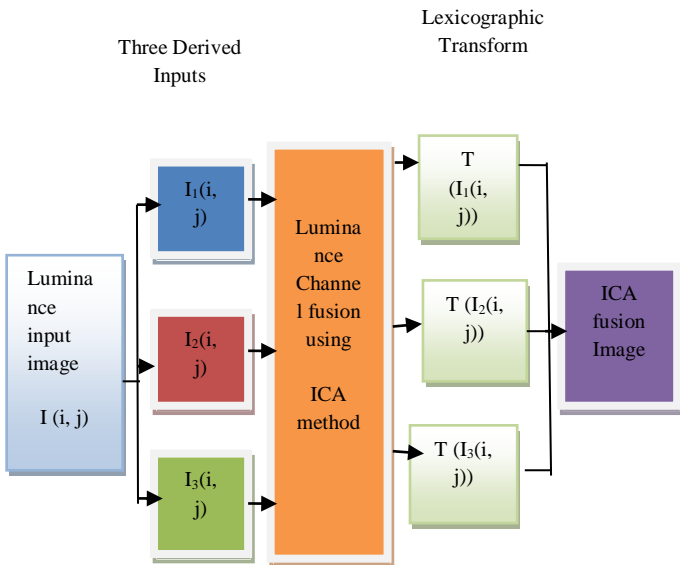 Three Derived
Inputs
Lexicographic
Transform
Lumina
nce
input
image
I (i, j)
I₁(i,
j)
I₂(i,
j)
I₃(i,
j)
Lumina
nce
Channe
l fusion
using
ICA
method
T
(I₁(i,
j))
T (I₂(i,
j))
T (I₃(i,
j))
ICA
fusion
Image